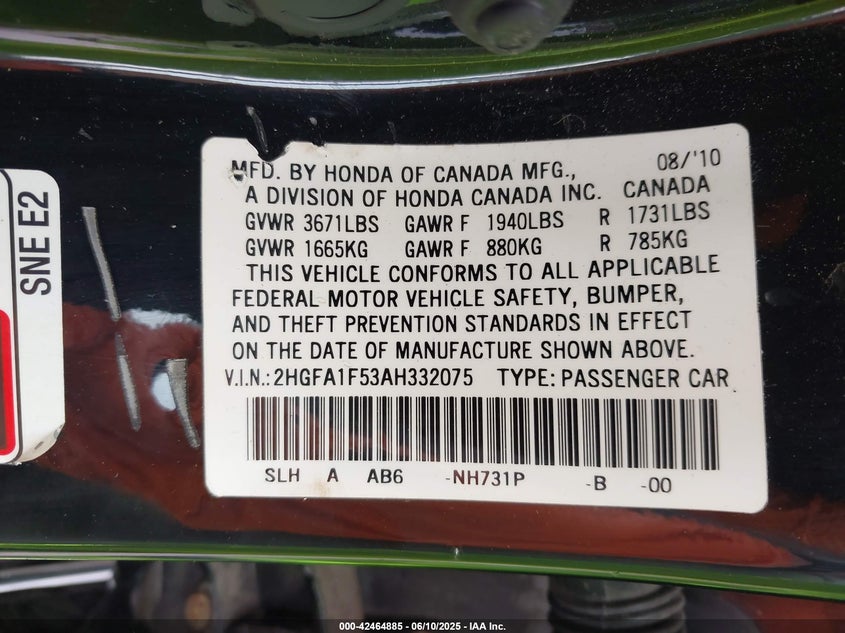 SNE E2
MFD. BY HONDA OF CANADA MFG., 08/'10
A DIVISION OF HONDA CANADA INC. CANADA
GVWR 3671LBS GAWR F 1940LBS R 1731LBS
GVWR 1665KG GAWR F 880KG R 785KG
THIS VEHICLE CONFORMS TO ALL APPLICABLE
FEDERAL MOTOR VEHICLE SAFETY, BUMPER,
AND THEFT PREVENTION STANDARDS IN EFFECT
ON THE DATE OF MANUFACTURE SHOWN ABOVE.
V.I.N.: 2HGFA1F53AH332075 TYPE: PASSENGER CAR
SLH A AB6 -NH731P -B -00
000-42464885 - 06/10/2025 - IAA Inc.